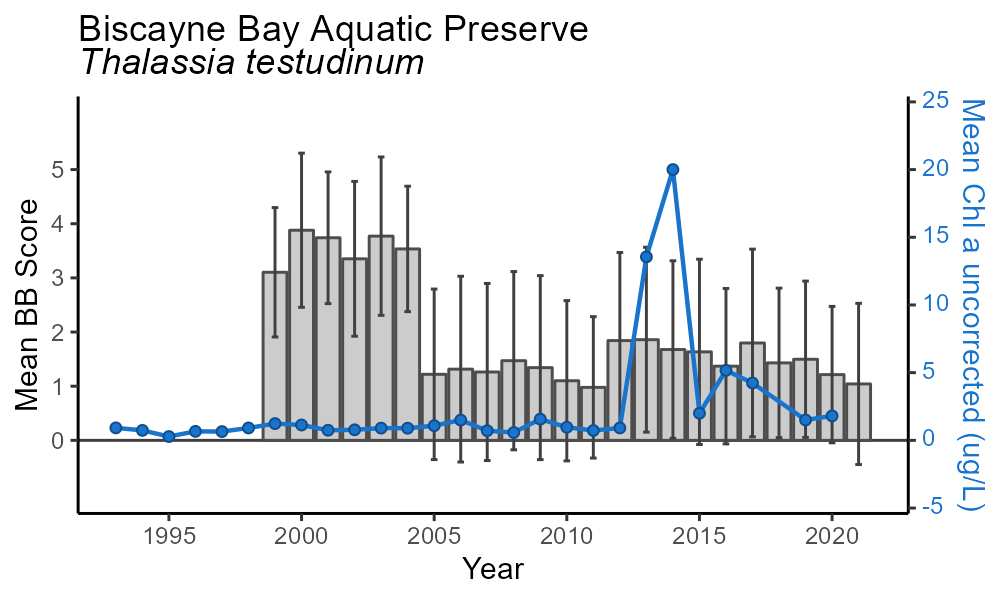 Biscayne Bay Aquatic Preserve
Thalassia testudinum
Mean BB Score
5
4
3
2
1
0
25
20
15
10
5
0
-5
Mean Chl a uncorrected (ug/L)
1995 2000 2005 2010 2015 2020
Year